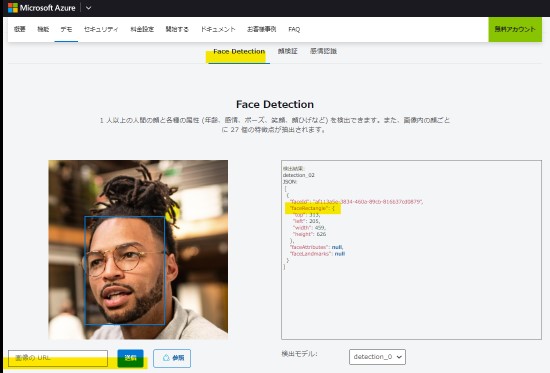 Microsoft Azure
概要 機能 デモ セキュリティ 料金設定 開始する ドキュメント お客様事例 FAQ 無料アカウント
Face Detection 顔検証 感情認識
Face Detection
1 人以上の人間の顔と各種の属性 (年齢、感情、ポーズ、笑顔、顔ひげなど) を検出できます。また、画像内の顔ごと
に 27 個の特徴点が抽出されます。
検出結果:
detection_02
JSON:
[
{
"faceId":
"faceRectangle": {
"top": 313,
"left": 305,
"width": 459,
"height": 626
},
"faceAttributes": null,
"faceLandmarks": null
}
]
画像の URL 送信 参照
検出モデル: detection_0